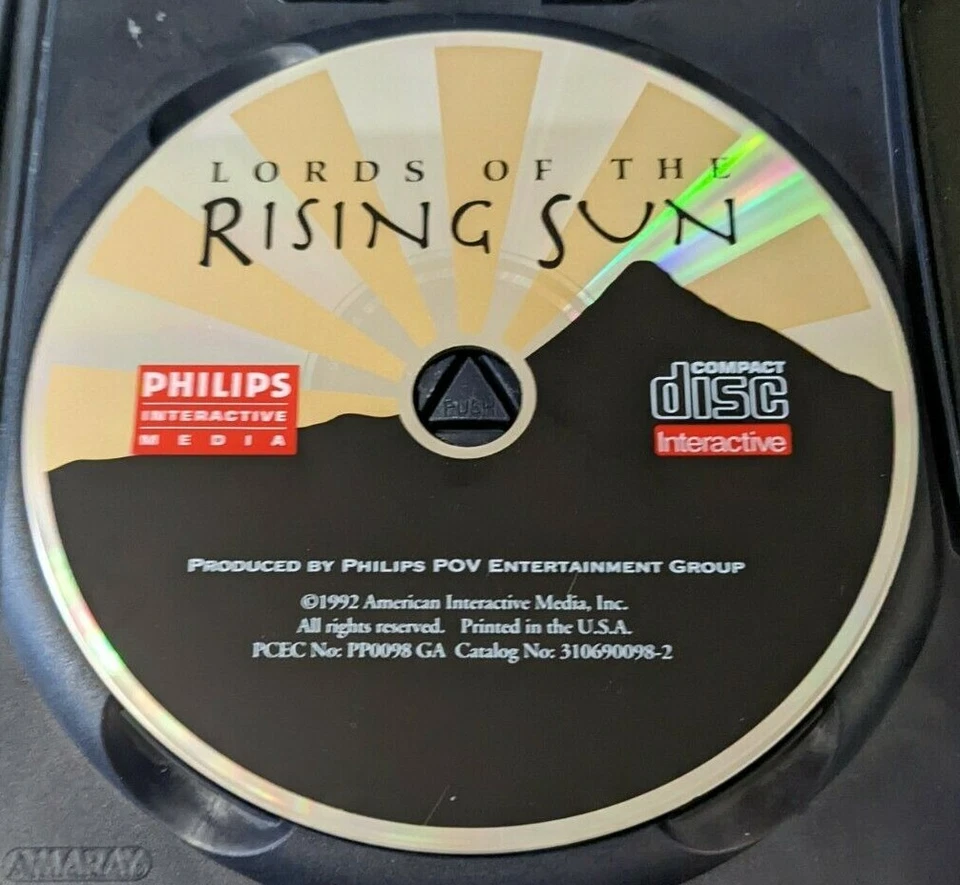 LORDS OF THE
RISING SUN
PHILIPS
INTERACTIVE
MEDIA
COMPACT
disc
Interactive
PUSH
PRODUCED BY PHILIPS POV ENTERTAINMENT GROUP
©1992 American Interactive Media, Inc.
All rights reserved. Printed in the U.S.A.
PCEC No: PP0098 GA Catalog No: 310690098-2
AMARAY